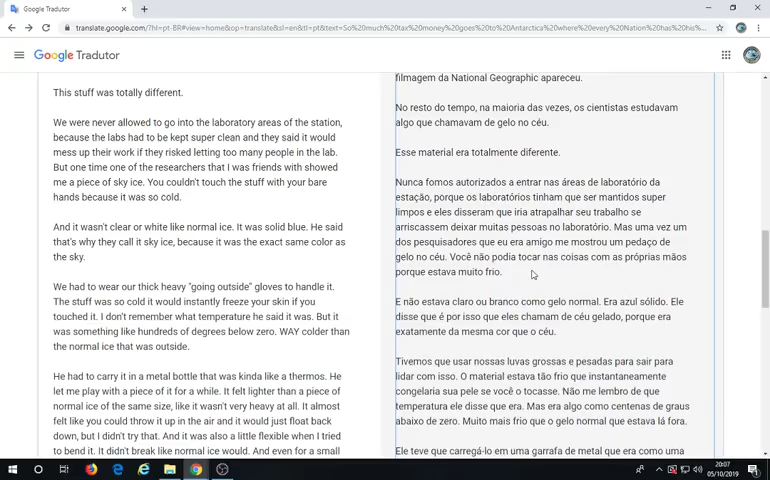 Google Tradutor
https://translate.google.com/?hl=pt-BR#view=home&op=translate&sl=en&tl=pt&text=So%20much%20tax%20money%20goes%20to%20Antarctica%20where%20every%20Nation%20has%20his%...
Google Tradutor
This stuff was totally different.
We were never allowed to go into the laboratory areas of the station,
because the labs had to be kept super clean and they said it would
mess up their work if they risked letting too many people in the lab.
But one time one of the researchers that I was friends with showed
me a piece of sky ice. You couldn't touch the stuff with your bare
hands because it was so cold.
And it wasn't clear or white like normal ice. It was solid blue. He said
that's why they call it sky ice, because it was the exact same color as
the sky.
We had to wear our thick heavy "going outside" gloves to handle it.
The stuff was so cold it would instantly freeze your skin if you
touched it. I don't remember what temperature he said it was. But it
was something like hundreds of degrees below zero. WAY colder than
the normal ice that was outside.
He had to carry it in a metal bottle that was kinda like a thermos. He
let me play with a piece of it for a while. It felt lighter than a piece of
normal ice of the same size, like it wasn't very heavy at all. It almost
felt like you could throw it up in the air and it would just float back
down, but I didn't try that. And it was also a little flexible when I tried
to bend it. It didn't break like normal ice would. And even for a small
filmagem da National Geographic apareceu.
No resto do tempo, na maioria das vezes, os cientistas estudavam
algo que chamavam de gelo no céu.
Esse material era totalmente diferente.
Nunca fomos autorizados a entrar nas áreas de laboratório da
estação, porque os laboratórios tinham que ser mantidos super
limpos e eles disseram que iria atrapalhar seu trabalho se
arriscassem deixar muitas pessoas no laboratório. Mas uma vez um
dos pesquisadores que eu era amigo me mostrou um pedaço de
gelo no céu. Você não podia tocar nas coisas com as próprias mãos
porque estava muito frio.
E não estava claro ou branco como gelo normal. Era azul sólido. Ele
disse que é por isso que eles chamam de céu gelado, porque era
exatamente da mesma cor que o céu.
Tivemos que usar nossas luvas grossas e pesadas para sair para
lidar com isso. O material estava tão frio que instantaneamente
congelaria sua pele se você o tocasse. Não me lembro de que
temperatura ele disse que era. Mas era algo como centenas de graus
abaixo de zero. Muito mais frio que o gelo normal que estava lá fora.
Ele teve que carregá-lo em uma garrafa de metal que era como uma
20:07
05/10/2019